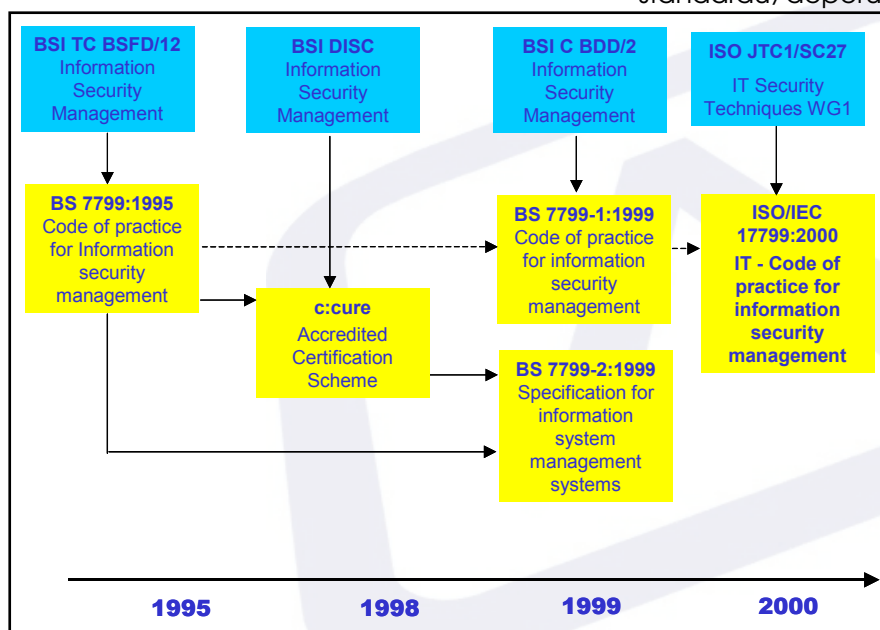 BSI TC BSFD/12
Information
Security
Management
BSI DISC
Information
Security
Management
BSI C BDD/2
Information
Security
Management
ISO JTC1/SC27
IT Security
Techniques WG1
BS 7799:1995
Code of practice
for Information
security
management
c:cure
Accredited
Certification
Scheme
BS 7799-1:1999
Code of practice
for information
security
management
BS 7799-2:1999
Specification for
information
system
management
systems
ISO/IEC
17799:2000
IT - Code of
practice for
information
security
management
1995
1998
1999
2000